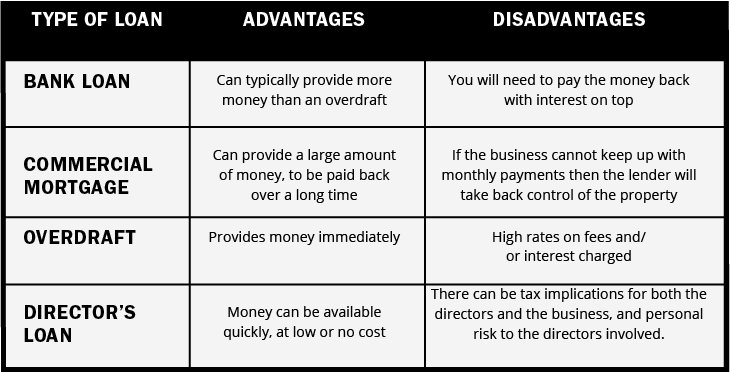 TYPE OF LOAN ADVANTAGES DISADVANTAGES
BANK LOAN
Can typically provide more
money than an overdraft
You will need to pay the money back
with interest on top
COMMERCIAL
MORTGAGE
Can provide a large amount
of money, to be paid back
over a long time
If the business cannot keep up with
monthly payments then the lender will
take back control of the property
OVERDRAFT
Provides money immediately
High rates on fees and/
or interest charged
DIRECTOR'S
LOAN
Money can be available
quickly, at low or no cost
There can be tax implications for both the
directors and the business, and personal
risk to the directors involved.